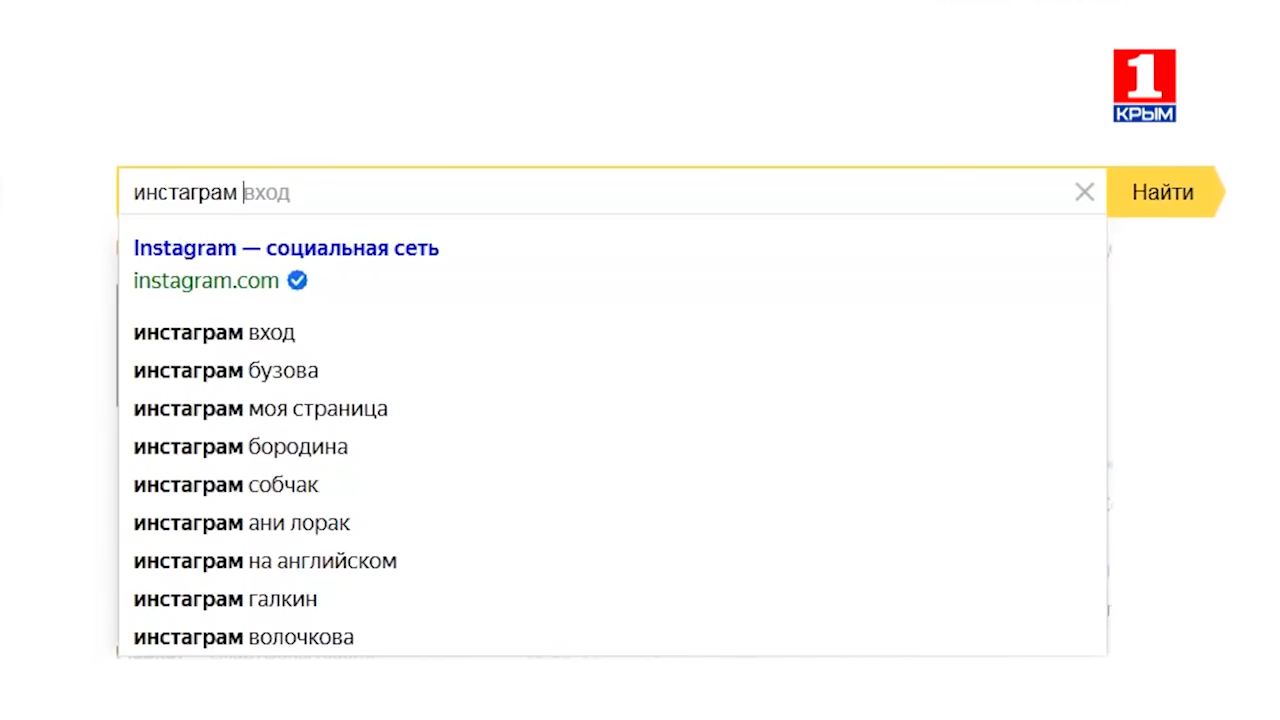 1
КРЫМ
инстаграм вход
Найти
Instagram — социальная сеть
instagram.com
инстаграм вход
инстаграм бузова
инстаграм моя страница
инстаграм бородина
инстаграм собчак
инстаграм ани лорак
инстаграм на английском
инстаграм галкин
инстаграм волочкова